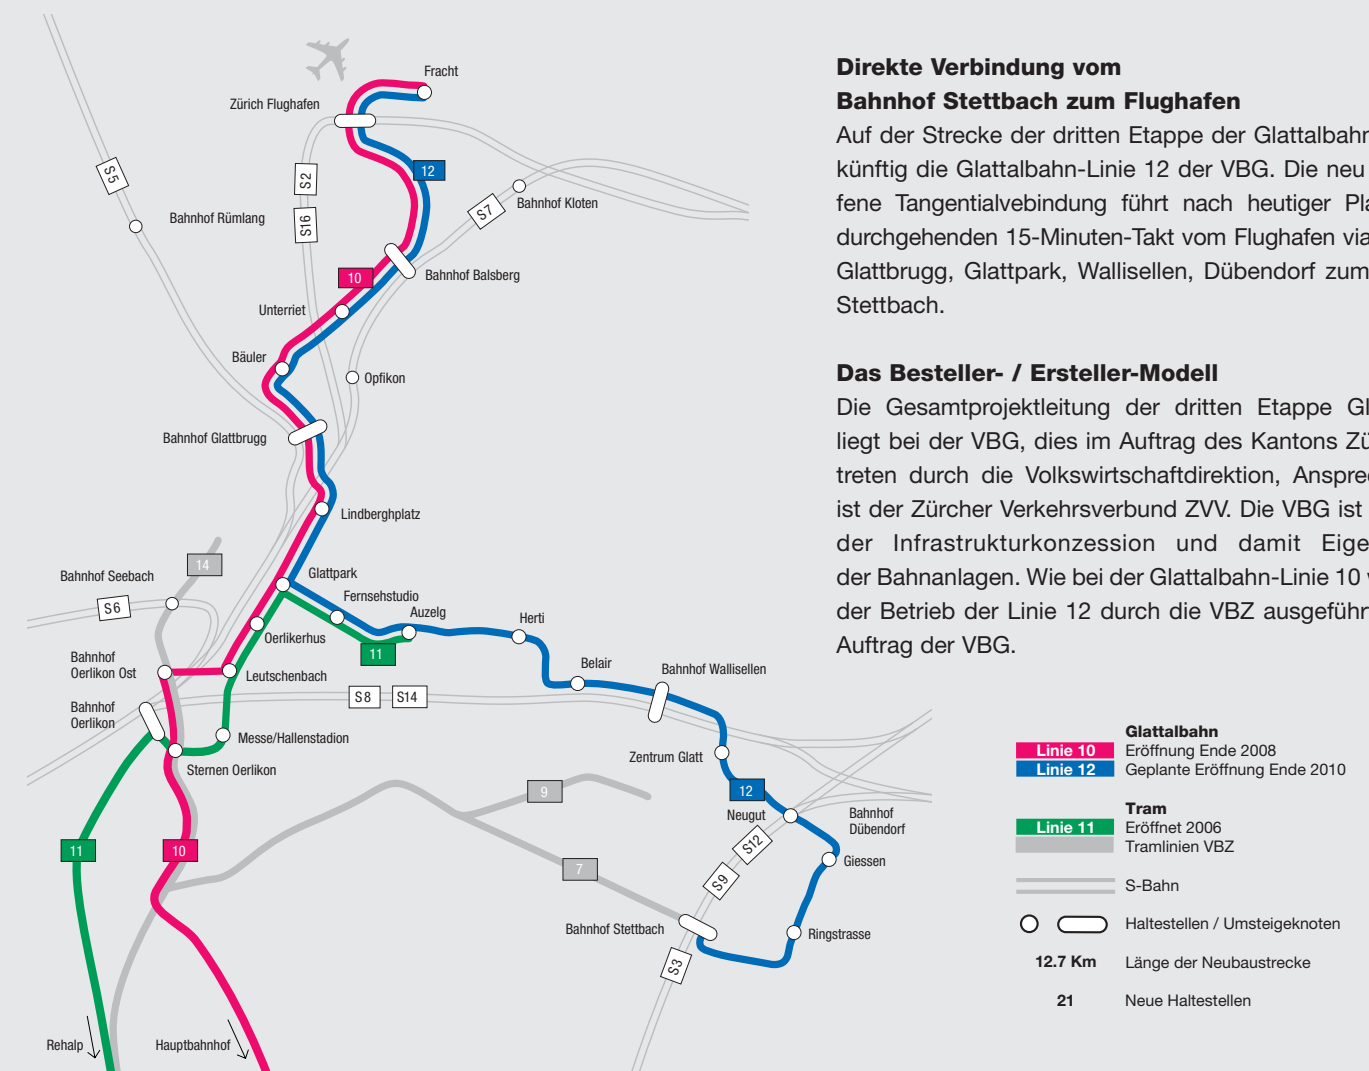 Fracht
Zürich Flughafen
12
S5
S2
Bahnhof Kloten
S7
Bahnhof Rümlang
S16
Bahnhof Balsberg
10
Unterriet
Bäuler
Opfikon
Bahnhof Glattbrugg
Lindberghplatz
14
Glattpark
Bahnhof Seebach
Fernsehstudio
S6
Auzelg
Herti
Oerlikerhus
11
Bahnhof
Oerlikon Ost
Leutschenbach
Belair
Bahnhof Wallisellen
S8
S14
Bahnhof
Oerlikon
Messe/Hallenstadion
Zentrum Glatt
Sternen Oerlikon
9
12
Neugut
Bahnhof
Dübendorf
11
10
S12
Giessen
7
S9
Bahnhof Stettbach
Ringstrasse
S3
Rehalp
Hauptbahnhof
Direkte Verbindung vom
Bahnhof Stettbach zum Flughafen
Auf der Strecke der dritten Etappe der Glattalbahn
künftig die Glattalbahn-Linie 12 der VBG. Die neu
fene Tangentialvebindung führt nach heutiger Pla
durchgehenden 15-Minuten-Takt vom Flughafen via
Glattbrugg, Glattpark, Wallisellen, Dübendorf zum
Stettbach.
Das Besteller- / Ersteller-Modell
Die Gesamtprojektleitung der dritten Etappe Gl
liegt bei der VBG, dies im Auftrag des Kantons Zü
treten durch die Volkswirtschaftdirektion, Ansprec
ist der Zürcher Verkehrsverbund ZVV. Die VBG ist
der Infrastrukturkonzession und damit Eige
der Bahnanlagen. Wie bei der Glattalbahn-Linie 10
der Betrieb der Linie 12 durch die VBZ ausgeführ
Auftrag der VBG.
Glattalbahn
Linie 10 Eröffnung Ende 2008
Linie 12 Geplante Eröffnung Ende 2010
Tram
Linie 11 Eröffnet 2006
Tramlinien VBZ
S-Bahn
Haltestellen / Umsteigeknoten
12.7 Km Länge der Neubaustrecke
21 Neue Haltestellen